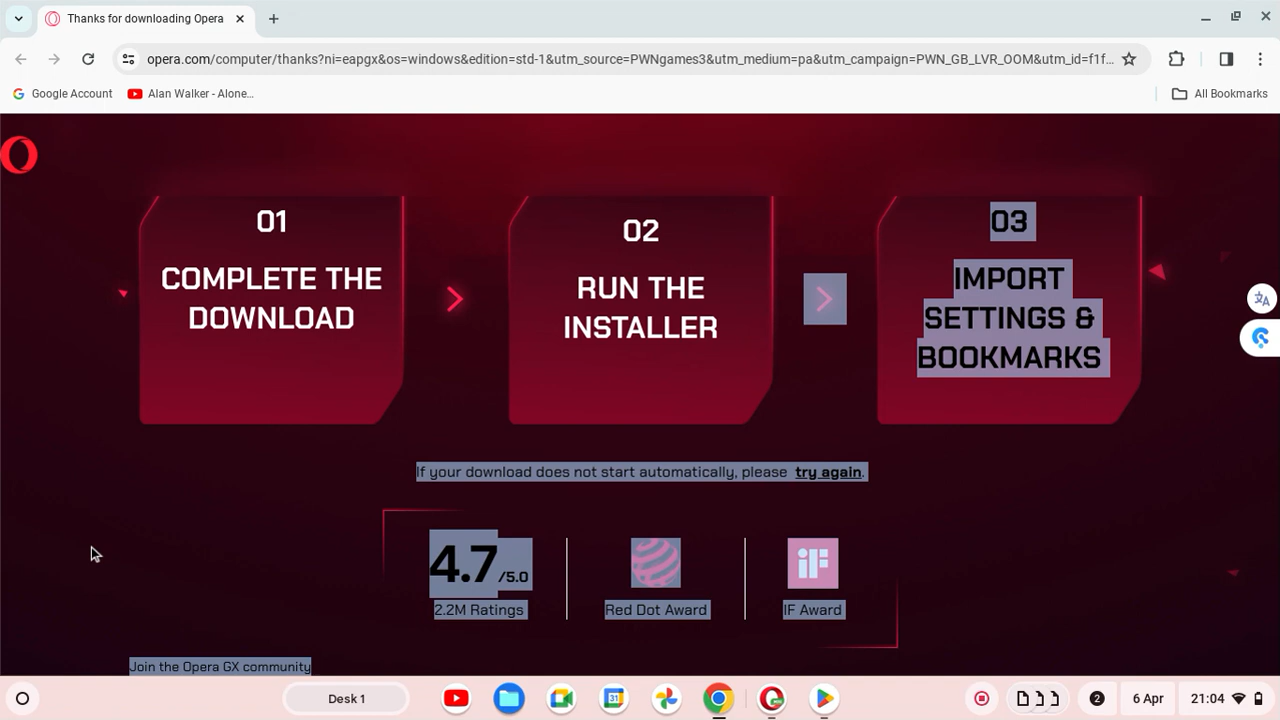 Thanks for downloading Opera
opera.com/computer/thanks?ni=eapgx&os=windows&edition=std-1&utm_source=PWNgames3&utm_medium=pa&utm_campaign=PWN_GB_LVR_OOM&utm_id=f1f...
Google Account
Alan Walker - Alone...
All Bookmarks
01
COMPLETE THE
DOWNLOAD
02
RUN THE
INSTALLER
03
IMPORT
SETTINGS &
BOOKMARKS
If your download does not start automatically, please try again.
4.7/5.0
2.2M Ratings
Red Dot Award
iF
IF Award
Join the Opera GX community
Desk 1
31
2
6 Apr
21:04